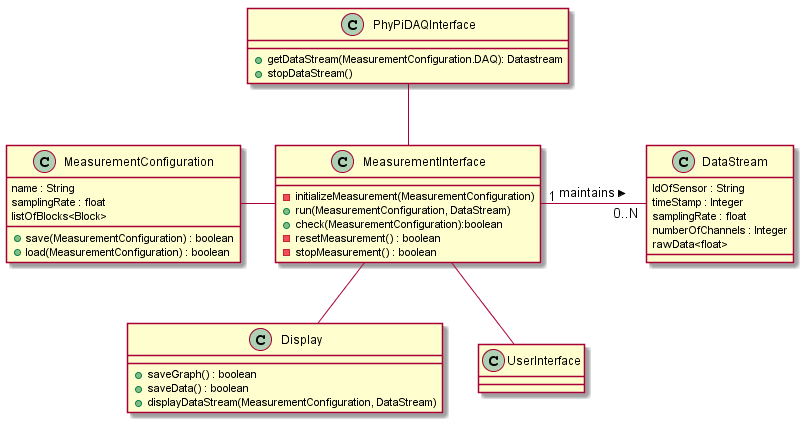 C PhyPiDAQInterface
getDataStream(MeasurementConfiguration.DAQ): Datastream
stopDataStream()
C MeasurementConfiguration
name : String
samplingRate : float
listOfBlocks<Block>
save(MeasurementConfiguration) : boolean
load(MeasurementConfiguration) : boolean
C MeasurementInterface
initializeMeasurement(MeasurementConfiguration)
run(MeasurementConfiguration, DataStream)
check(MeasurementConfiguration):boolean
resetMeasurement() : boolean
stopMeasurement() : boolean
1 maintains
0..N
C DataStream
IdOfSensor : String
timeStamp : Integer
samplingRate : float
numberOfChannels : Integer
rawData<float>
C Display
saveGraph() : boolean
saveData() : boolean
displayDataStream(MeasurementConfiguration, DataStream)
C UserInterface